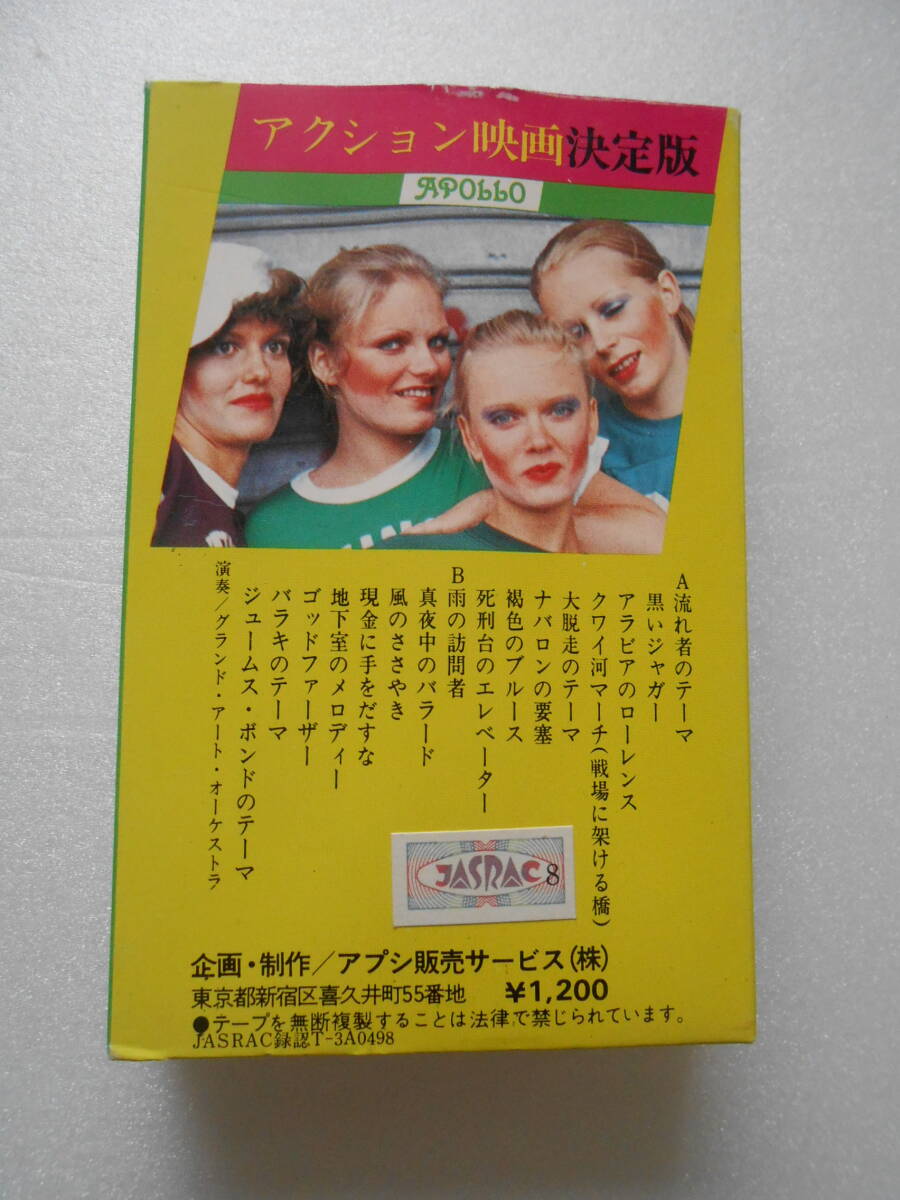 アクション映画決定版
APOLLO
A流れ者のテーマ
黒いジャガー
アラビアのローレンス
クワイ河マーチ(戦場に架ける橋)
大脱走のテーマ
ナバロンの要塞
褐色のブルース
死刑台のエレベーター
B雨の訪問者
真夜中のバラード
風のささやき
現金に手をだすな
地下室のメロディー
ゴッドファーザー
バラキのテーマ
ジェームス・ボンドのテーマ
演奏/グランド・アート・オーケストラ
JASRAC 8
企画・制作/アプシ販売サービス(株)
東京都新宿区喜久井町55番地 ¥1,200
●テープを無断複製することは法律で禁じられています。
JASRAC録認T-3A0498